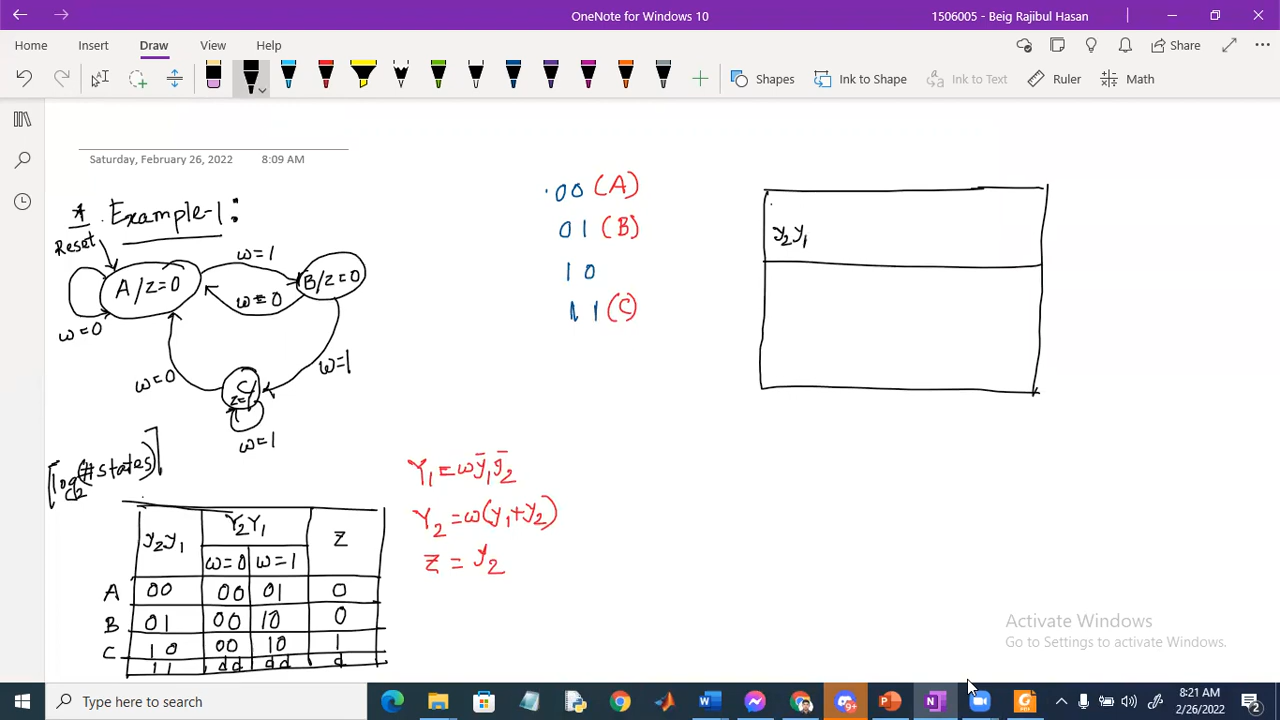 OneNote for Windows 10
1506005 - Beig Rajibul Hasan
Home Insert Draw View Help
Share
Shapes Ink to Shape Ink to Text Ruler Math
Saturday, February 26, 2022 8:09 AM
* Example-1:
Reset
A/z=0
w=1
B/z=0
w=0
w=0
w=0
w=1
C/
z=1
w=1
⌈log₂(#states)⌉
y₂y₁ Y₂Y₁ z
w=0 w=1
A 00 00 01 0
B 01 00 10 0
C 10 00 10 1
11 dd dd d
Y₁ = wȳ₁ȳ₂
Y₂ = w(y₁+y₂)
z = y₂
00 (A)
01 (B)
10
11 (C)
y₂y₁
Activate Windows
Go to Settings to activate Windows.
Type here to search
9+
8:21 AM
2/26/2022